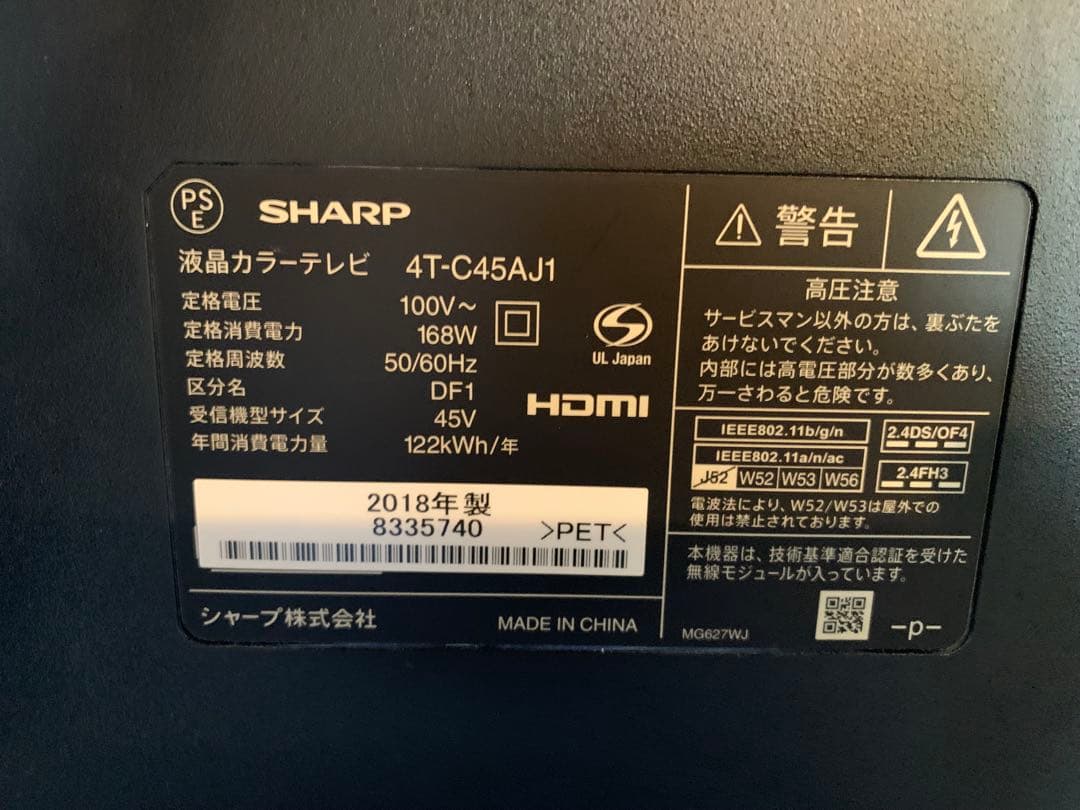 PS E
SHARP
液晶カラーテレビ 4T-C45AJ1
定格電圧 100V~
定格消費電力 168W
定格周波数 50/60Hz
区分名 DF1
受信機型サイズ 45V
年間消費電力量 122kWh/年
UL Japan
HDMI
2018年製
8335740 >PET<
シャープ株式会社 MADE IN CHINA
警告
高圧注意
サービスマン以外の方は、裏ぶたを
あけないでください。
内部には高電圧部分が数多くあり、
万一さわると危険です。
IEEE802.11b/g/n 2.4DS/OF4
IEEE802.11a/n/ac
J52 W52 W53 W56 2.4FH3
電波法により、W52/W53は屋外での
使用は禁止されております。
本機器は、技術基準適合認証を受けた
無線モジュールが入っています。
MG627WJ -p-